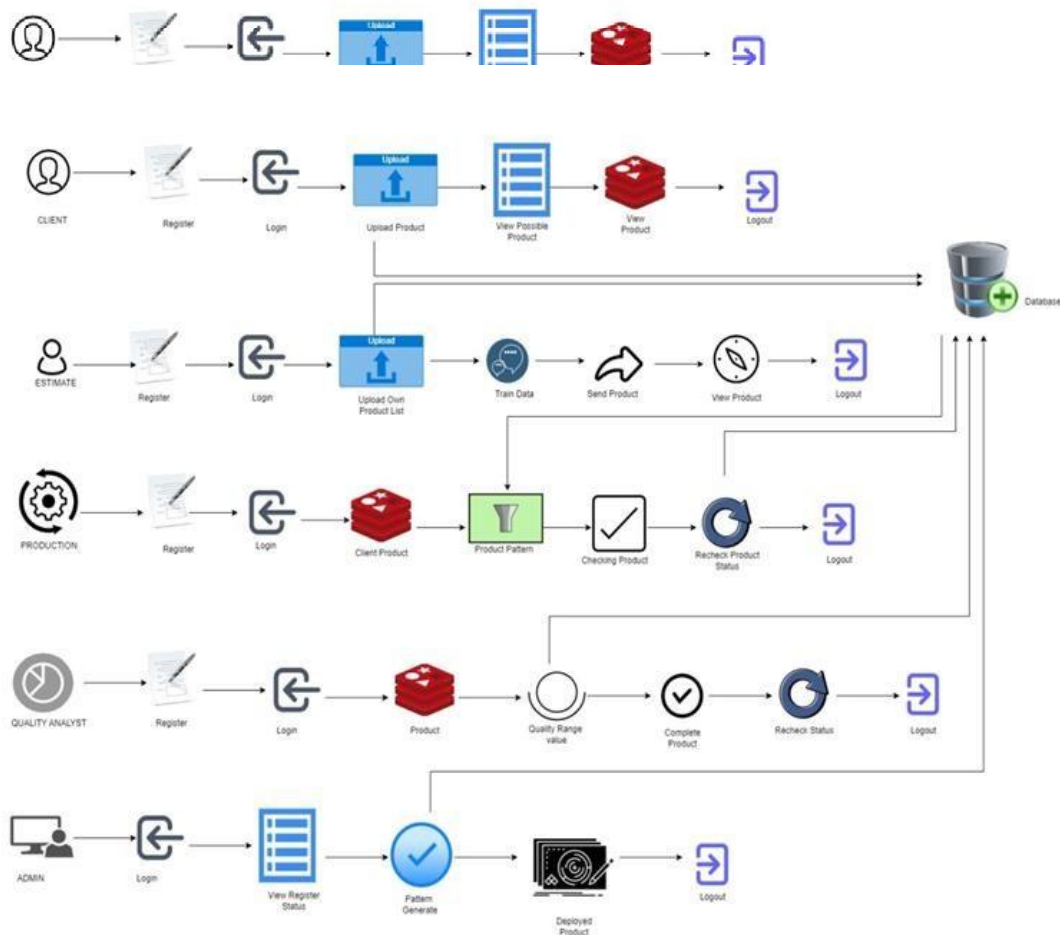 Upload
Upload
CLIENT
Register
Login
Upload Product
View Possible
Product
View
Product
Logout
Database
Upload
ESTIMATE
Register
Login
Upload Own
Product List
Train Data
Send Product
View Product
Logout
PRODUCTION
Register
Login
Client Product
Product Pattern
Checking Product
Recheck Product
Status
Logout
QUALITY ANALYST
Register
Login
Product
Quality Range
value
Complete
Product
Recheck Status
Logout
ADMIN
Login
View Register
Status
Pattern
Generate
Deployed
Product
Logout